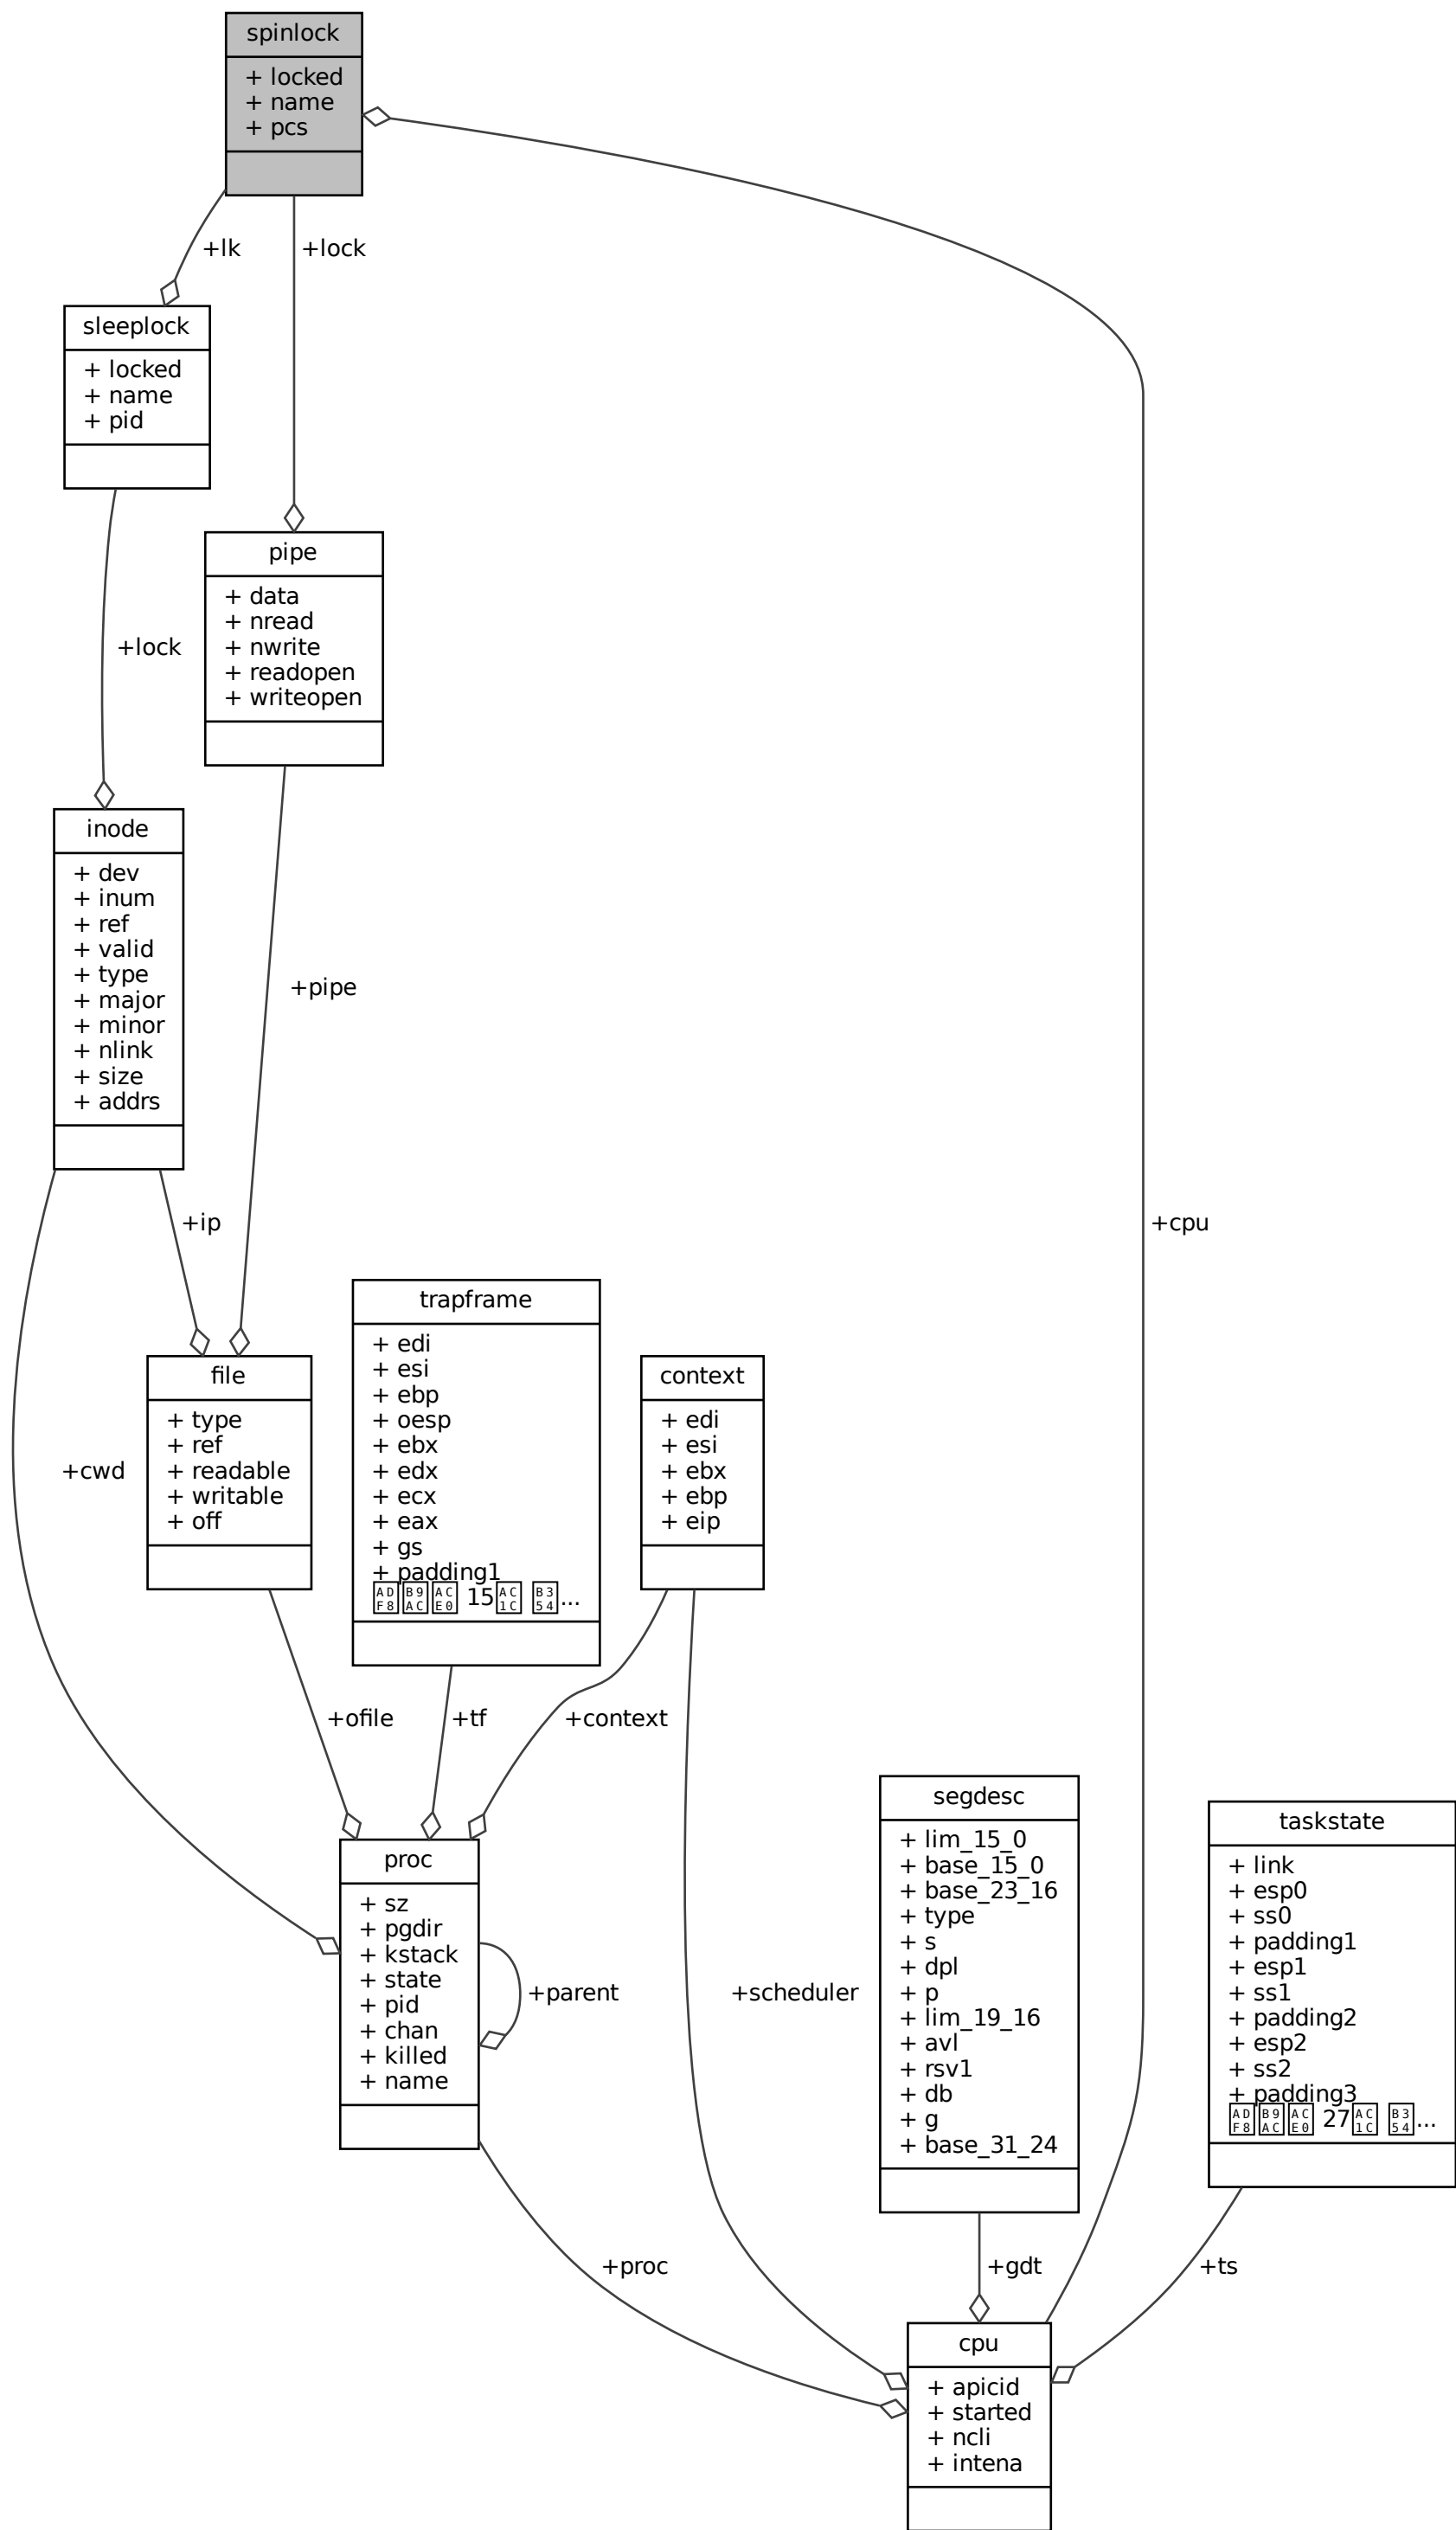 spinlock
+ locked
+ name
+ pcs
+lk
+lock
sleeplock
+ locked
+ name
+ pid
pipe
+ data
+ nread
+ nwrite
+ readopen
+ writeopen
+lock
inode
+ dev
+ inum
+ ref
+ valid
+ type
+ major
+ minor
+ nlink
+ size
+ addrs
+pipe
+ip
+cpu
trapframe
+ edi
+ esi
+ ebp
+ oesp
+ ebx
+ edx
+ ecx
+ eax
+ gs
+ padding1
15 ...
file
+ type
+ ref
+ readable
+ writable
+ off
context
+ edi
+ esi
+ ebx
+ ebp
+ eip
+cwd
+ofile
+tf
+context
segdesc
+ lim_15_0
+ base_15_0
+ base_23_16
+ type
+ s
+ dpl
+ p
+ lim_19_16
+ avl
+ rsv1
+ db
+ g
+ base_31_24
taskstate
+ link
+ esp0
+ ss0
+ padding1
+ esp1
+ ss1
+ padding2
+ esp2
+ ss2
+ padding3
27 ...
proc
+ sz
+ pgdir
+ kstack
+ state
+ pid
+ chan
+ killed
+ name
+parent
+scheduler
+proc
+gdt
+ts
cpu
+ apicid
+ started
+ ncli
+ intena